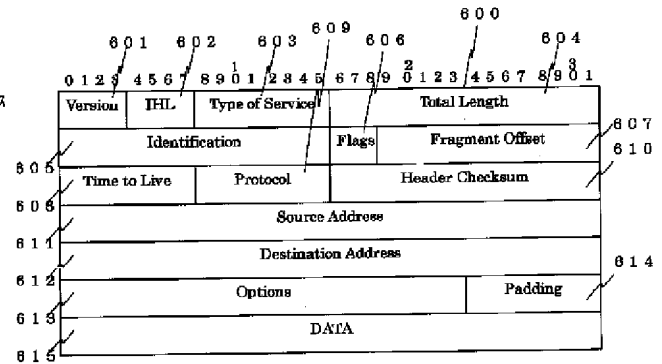 600
609
601 602 603 606 604
1 2 3
0 1 2 3 4 5 6 7 8 9 0 1 2 3 4 5 6 7 8 9 0 1 2 3 4 5 6 7 8 9 0 1
Version IHL Type of Service Total Length
607
Identification Flags Fragment Offset
610
605
Time to Live Protocol Header Checksum
608
Source Address
611
Destination Address
612 614
Options Padding
613
DATA
615